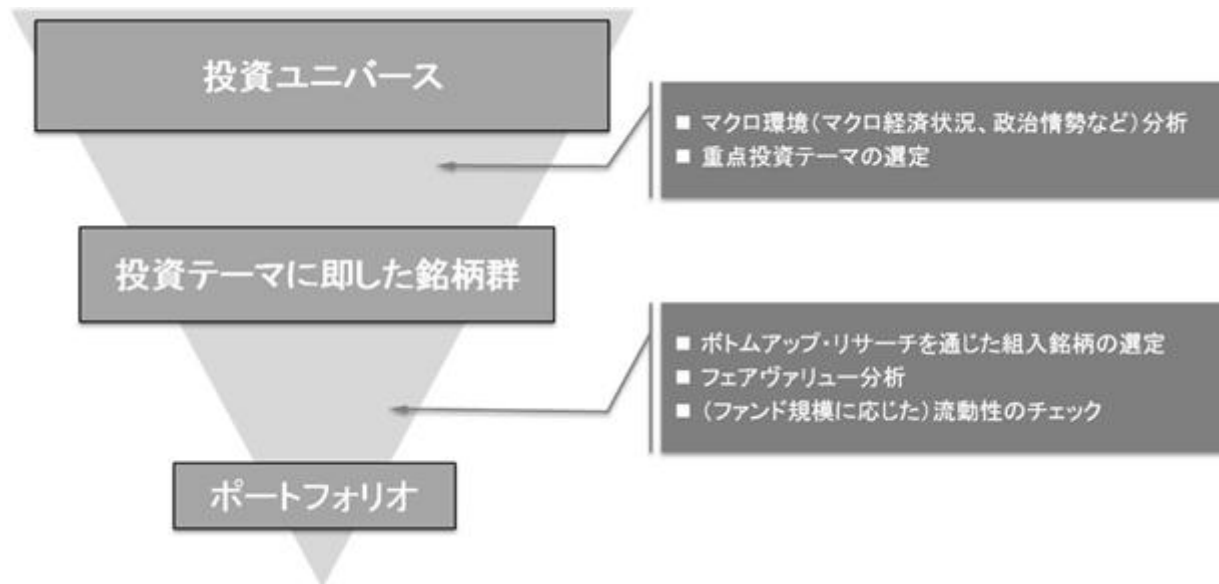 投資ユニバース
■ マクロ環境（マクロ経済状況、政治情勢など）分析
■ 重点投資テーマの選定
投資テーマに即した銘柄群
■ ボトムアップ・リサーチを通じた組入銘柄の選定
■ フェアヴァリュー分析
■ （ファンド規模に応じた）流動性のチェック
ポートフォリオ